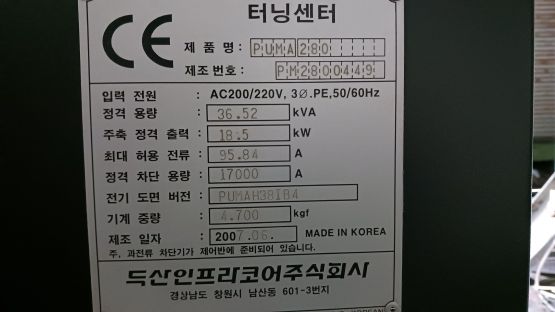 CE
터닝센터
제 품 명 : PUMA280
제조번호 : PM2800449
입력 전원 : AC200/220V, 3Ø.PE,50/60Hz
정격 용량 : 36.52 kVA
주축 정격 출력 : 18.5 kW
최대 허용 전류 : 95.84 A
정격 차단 용량 : 17000 A
전기 도면 버전 : PUMAH38IB4
기계 중량 : 4.700 kgf
제조 일자 : 2007.06. MADE IN KOREA
주. 과전류 차단기가 제어반에 준비되어 있습니다.
두산인프라코어주식회사
경상남도 창원시 남산동 601-3번지